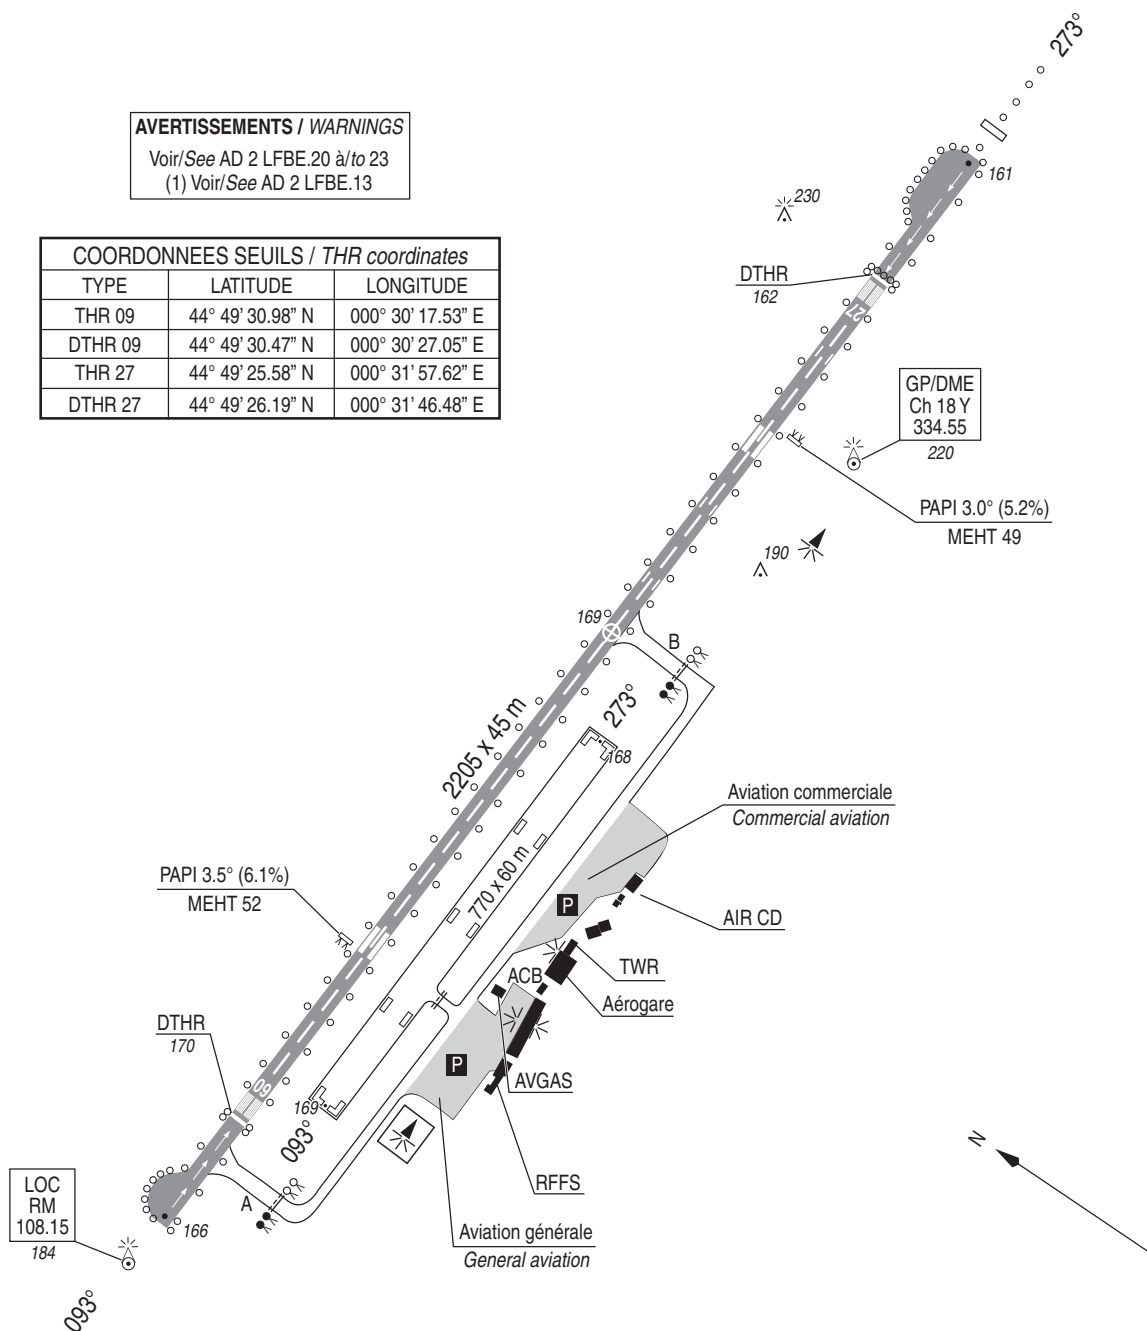 273°
AVERTISSEMENTS / WARNINGS
Voir/See AD 2 LFBE.20 à/to 23
(1) Voir/See AD 2 LFBE.13
161
230
COORDONNEES SEUILS / THR coordinates
TYPE LATITUDE LONGITUDE
THR 09 44° 49’ 30.98” N 000° 30’ 17.53” E
DTHR 09 44° 49’ 30.47” N 000° 30’ 27.05” E
THR 27 44° 49’ 25.58” N 000° 31’ 57.62” E
DTHR 27 44° 49’ 26.19” N 000° 31’ 46.48” E
DTHR
162
27
GP/DME
Ch 18 Y
334.55
220
PAPI 3.0° (5.2%)
MEHT 49
190
169
B
273°
2205 x 45 m
168
Aviation commerciale
Commercial aviation
770 x 60 m
PAPI 3.5° (6.1%)
MEHT 52
P
AIR CD
TWR
ACB
Aérogare
DTHR
170
P
AVGAS
09
169
093°
RFFS
N
LOC
RM
108.15
184
A
166
Aviation générale
General aviation
093°